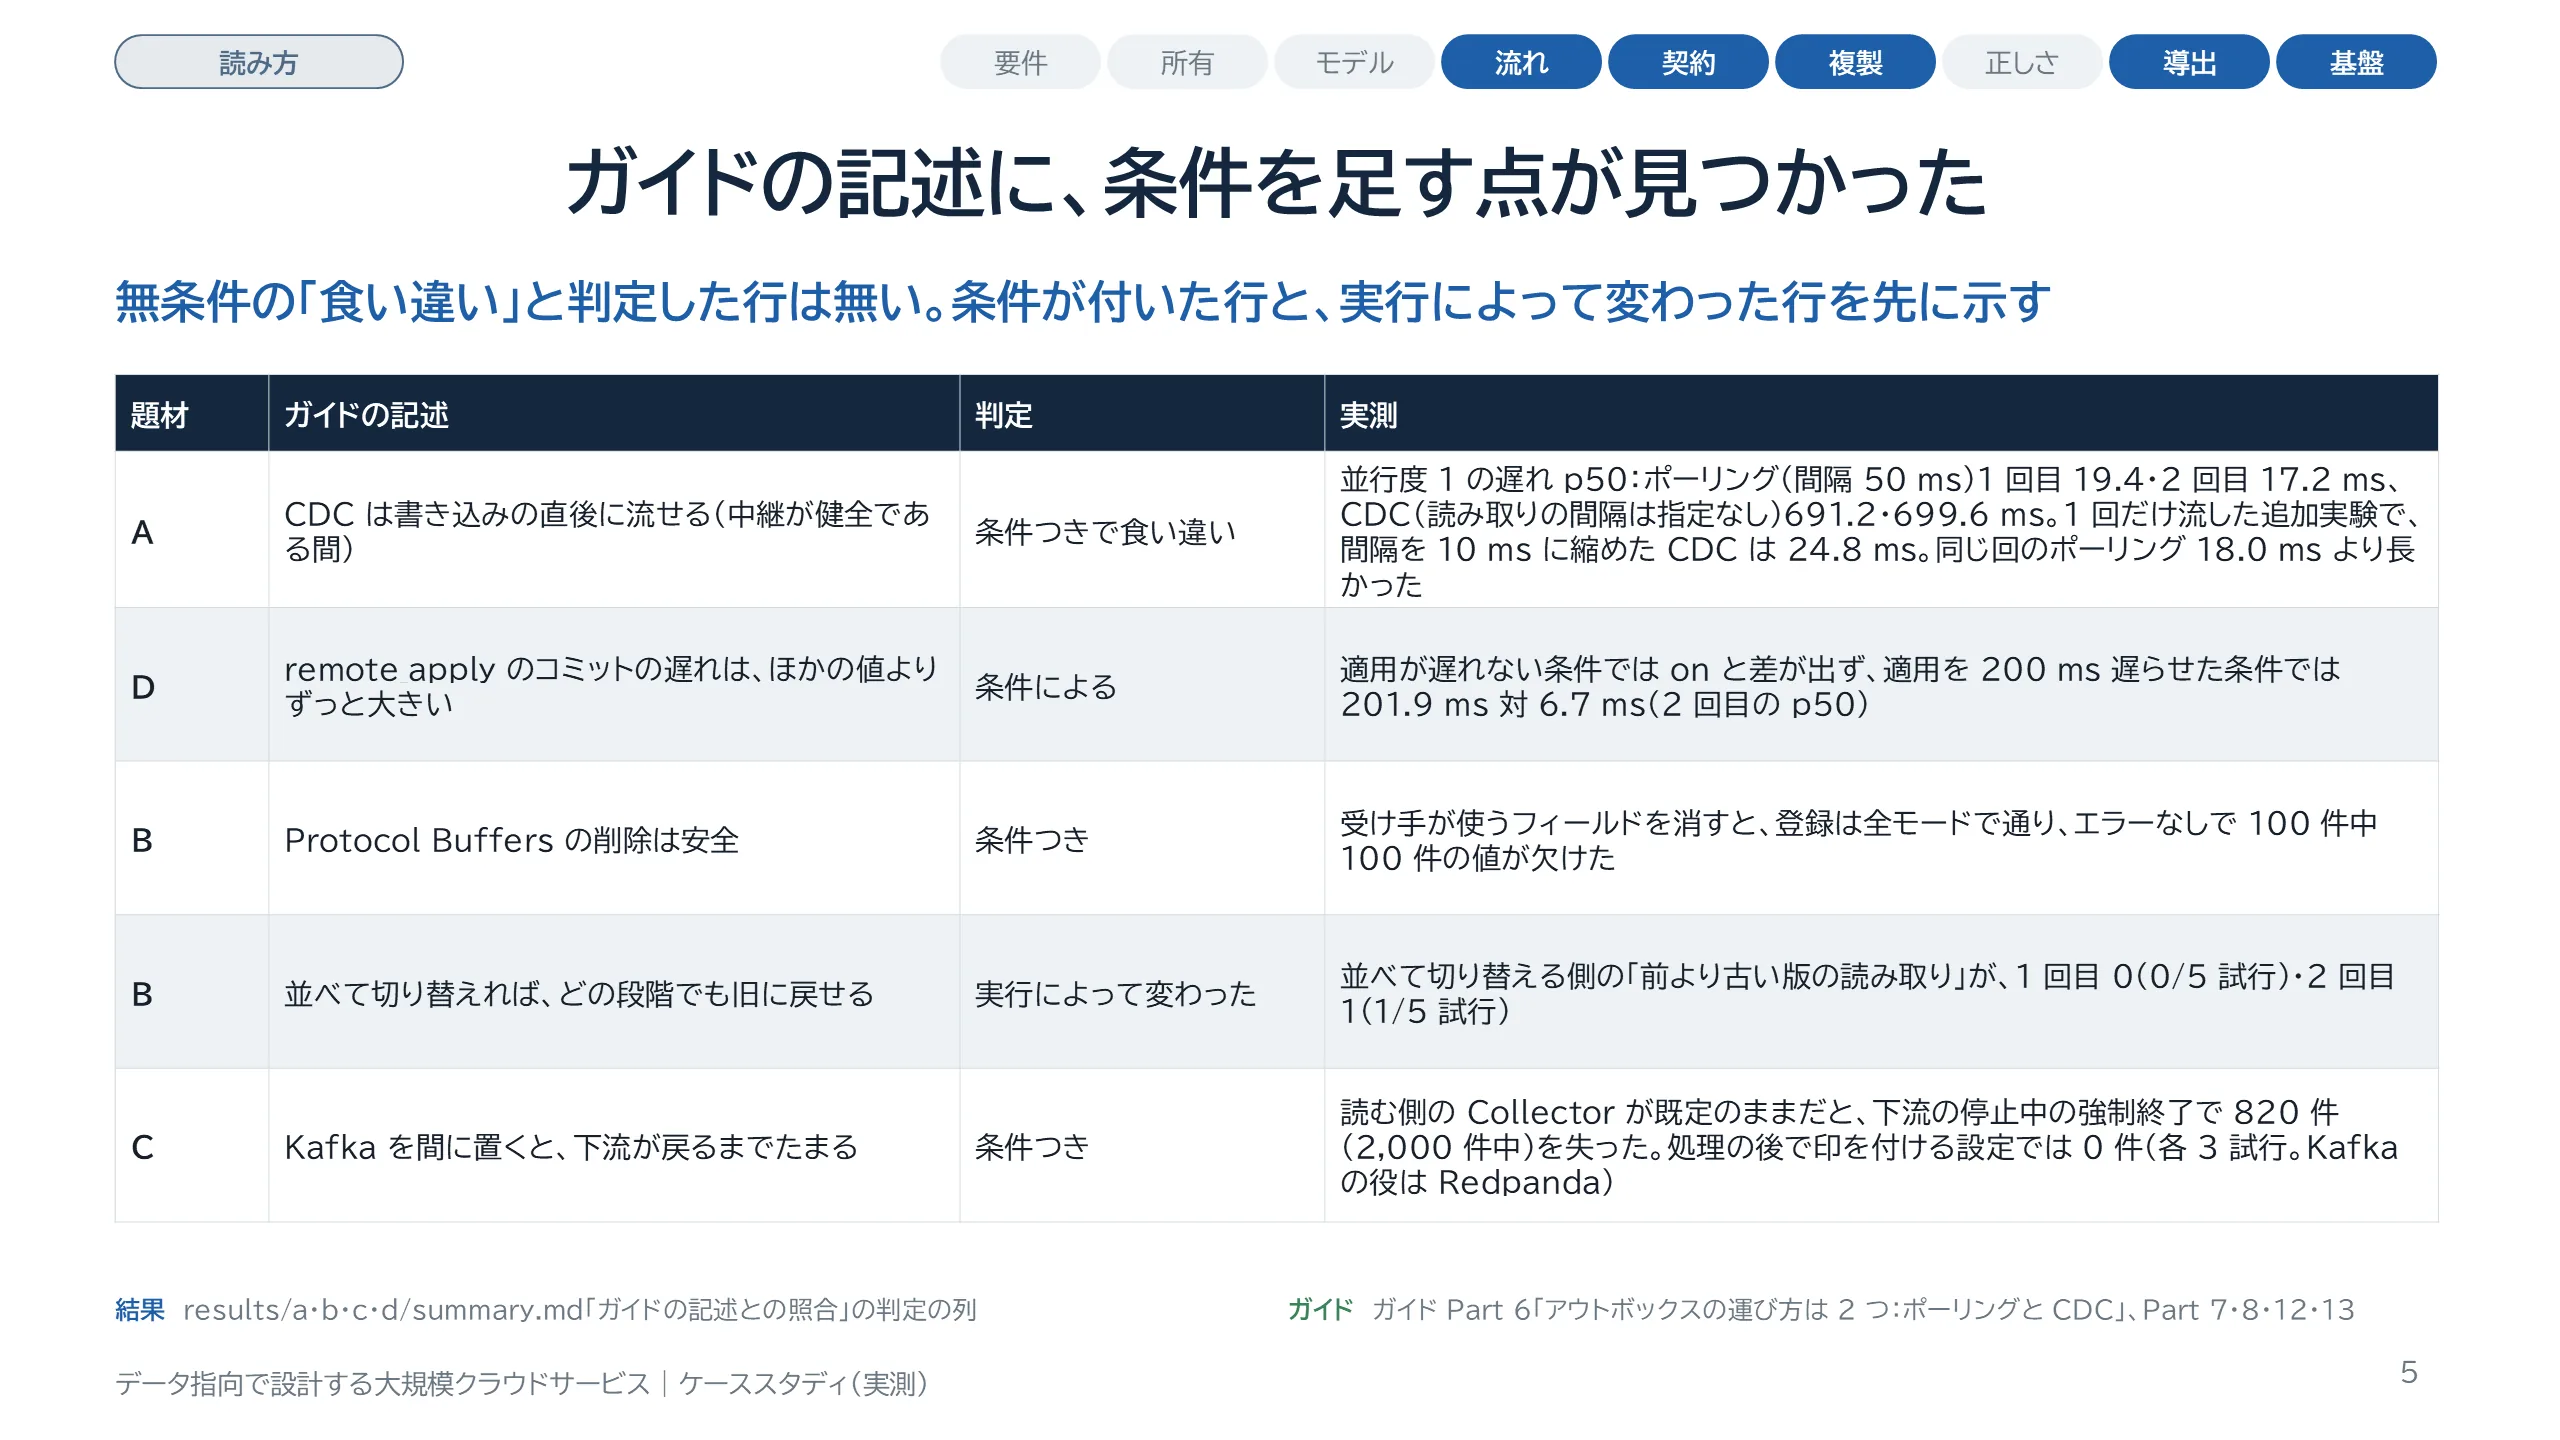 読み方
要件 所有 モデル 流れ 契約 複製 正しさ 導出 基盤
ガイドの記述に、条件を足す点が見つかった
無条件の「食い違い」と判定した行は無い。条件が付いた行と、実行によって変わった行を先に示す
題材 ガイドの記述 判定 実測
A
CDC は書き込みの直後に流せる（中継が健全であ
る間）
条件つきで食い違い
並行度 1 の遅れ p50：ポーリング（間隔 50 ms）1 回目 19.4・2 回目 17.2 ms、
CDC（読み取りの間隔は指定なし）691.2・699.6 ms。1 回だけ流した追加実験で、
間隔を 10 ms に縮めた CDC は 24.8 ms。同じ回のポーリング 18.0 ms より長
かった
D
remote_apply のコミットの遅れは、ほかの値より
ずっと大きい
条件による
適用が遅れない条件では on と差が出ず、適用を 200 ms 遅らせた条件では
201.9 ms 対 6.7 ms（2 回目の p50）
B
Protocol Buffers の削除は安全
条件つき
受け手が使うフィールドを消すと、登録は全モードで通り、エラーなしで 100 件中
100 件の値が欠けた
B
並べて切り替えれば、どの段階でも旧に戻せる
実行によって変わった
並べて切り替える側の「前より古い版の読み取り」が、1 回目 0（0/5 試行）・2 回目
1（1/5 試行）
C
Kafka を間に置くと、下流が戻るまでたまる
条件つき
読む側の Collector が既定のままだと、下流の停止中の強制終了で 820 件
（2,000 件中）を失った。処理の後で印を付ける設定では 0 件（各 3 試行。Kafka
の役は Redpanda）
結果 results/a・b・c・d/summary.md「ガイドの記述との照合」の判定の列
ガイド ガイド Part 6「アウトボックスの運び方は 2 つ：ポーリングと CDC」、Part 7・8・12・13
データ指向で設計する大規模クラウドサービス｜ケーススタディ（実測）
5